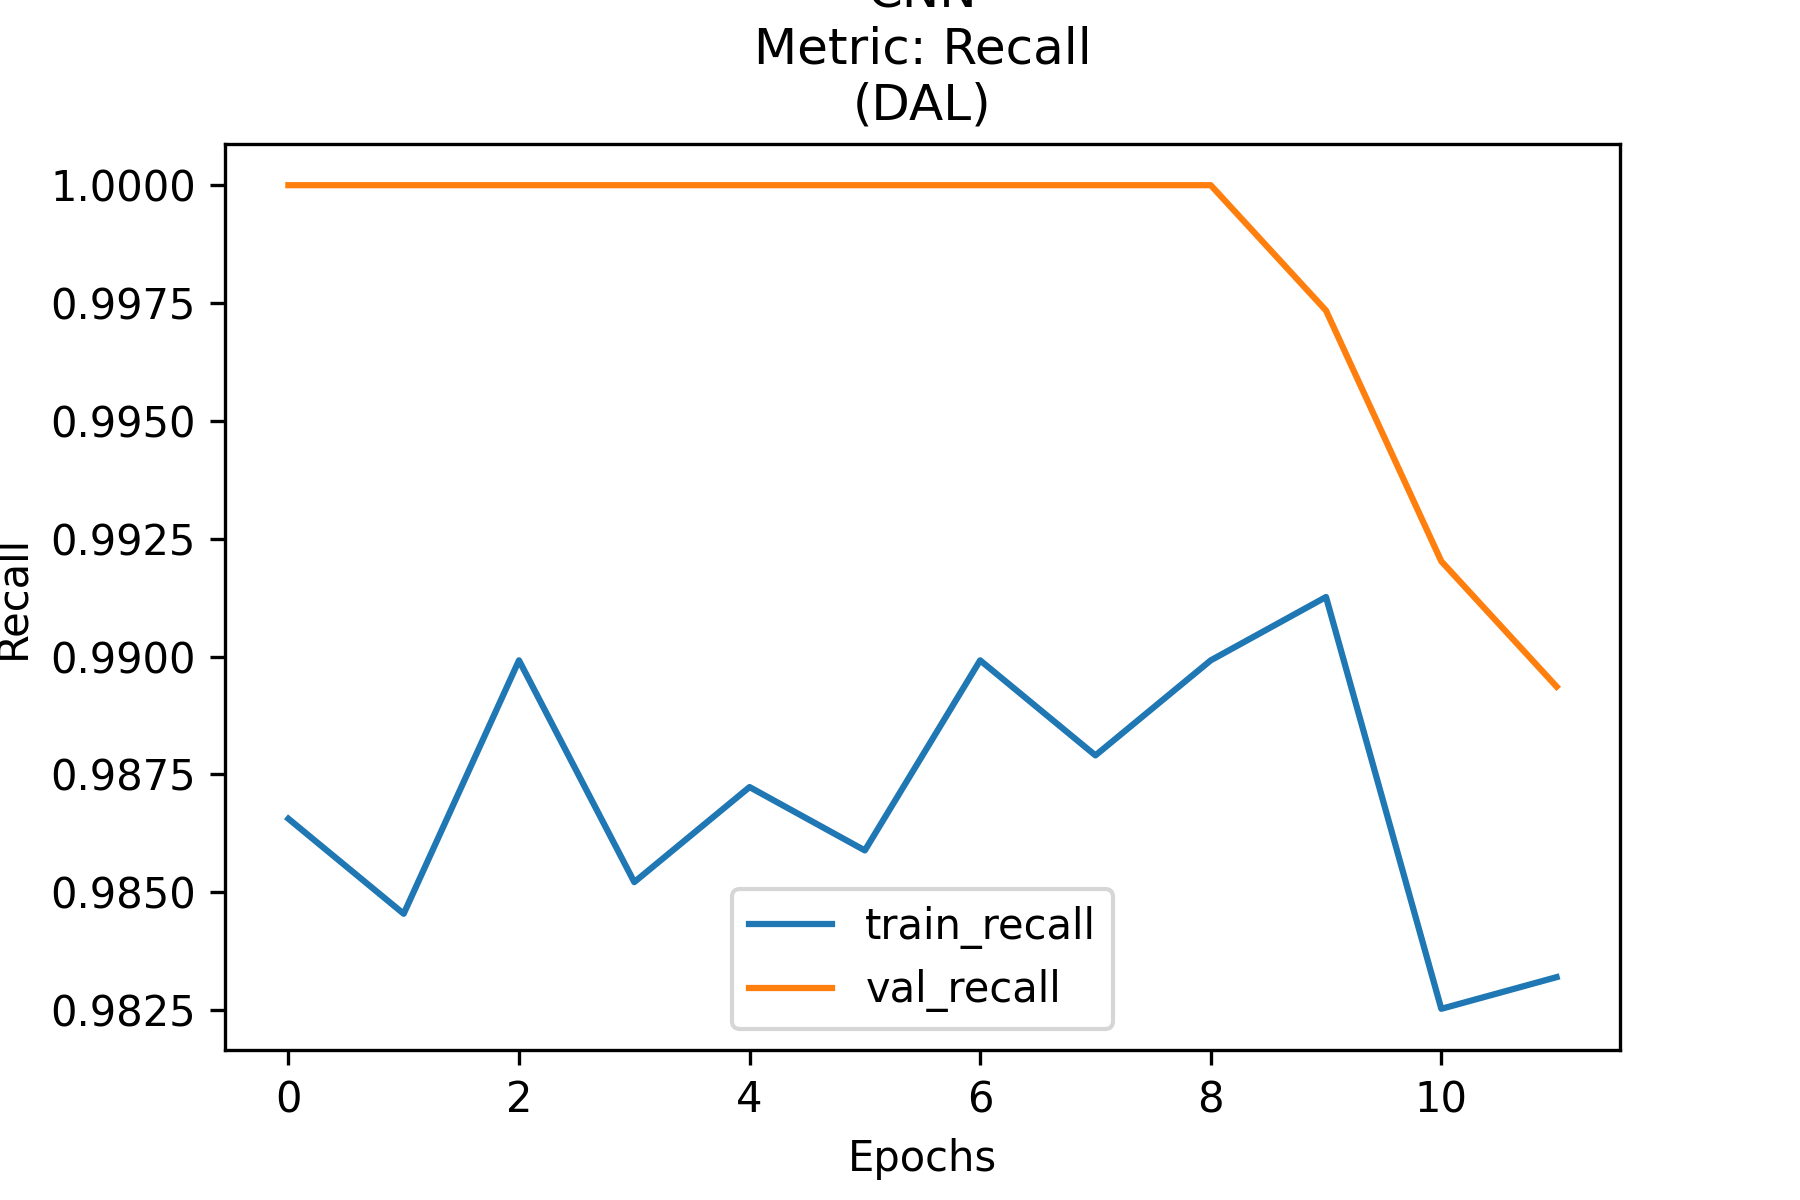 CNN
Metric: Recall
(DAL)
1.0000
0.9975
0.9950
0.9925
0.9900
0.9875
0.9850
0.9825
Recall
train_recall
val_recall
0 2 4 6 8 10
Epochs